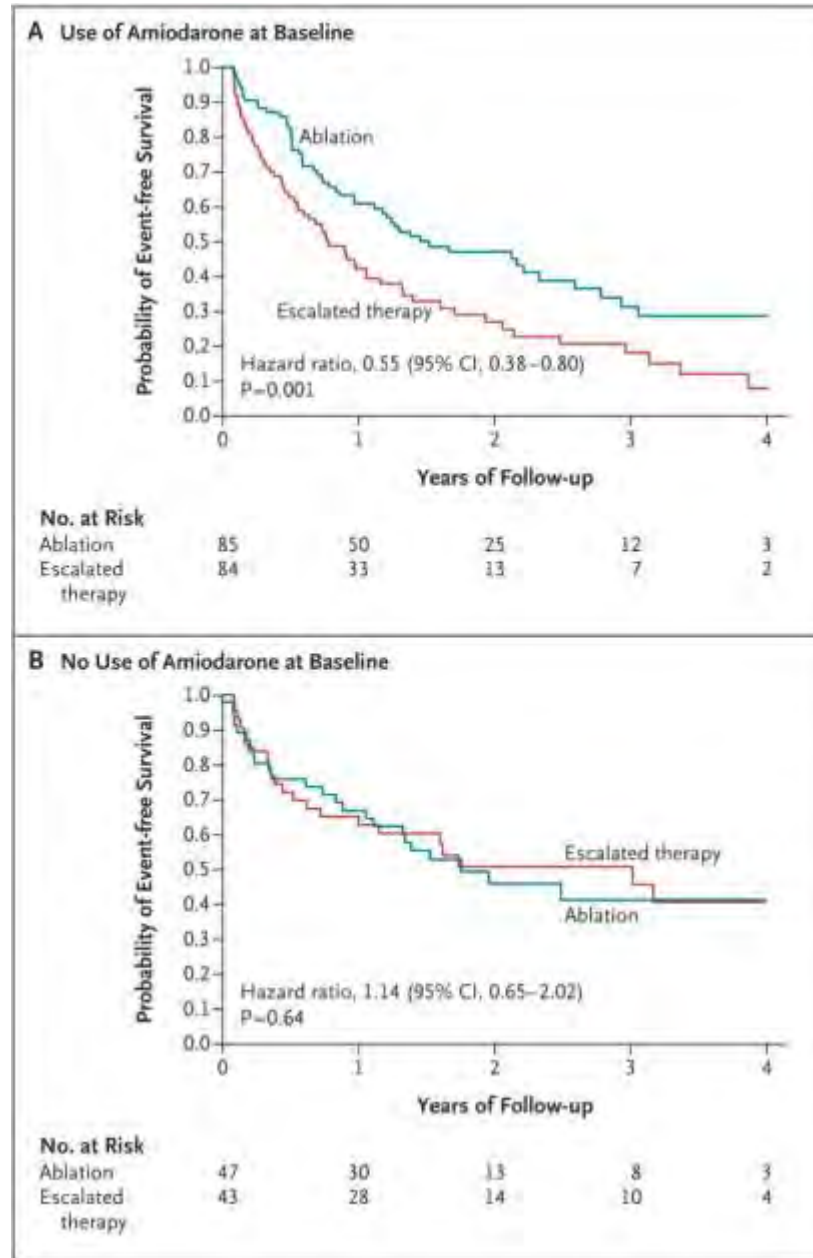 A Use of Amiodarone at Baseline
1.0
0.9
0.8
0.7
0.6
0.5
0.4
0.3
0.2
0.1
0.0
Probability of Event-free Survival
Ablation
Escalated therapy
Hazard ratio, 0.55 (95% CI, 0.38–0.80)
P=0.001
0 1 2 3 4
Years of Follow-up
No. at Risk
Ablation 85 50 25 12 3
Escalated 84 33 13 7 2
therapy
B No Use of Amiodarone at Baseline
1.0
0.9
0.8
0.7
0.6
0.5
0.4
0.3
0.2
0.1
0.0
Probability of Event-free Survival
Escalated therapy
Ablation
Hazard ratio, 1.14 (95% CI, 0.65–2.02)
P=0.64
0 1 2 3 4
Years of Follow-up
No. at Risk
Ablation 47 30 13 8 3
Escalated 43 28 14 10 4
therapy